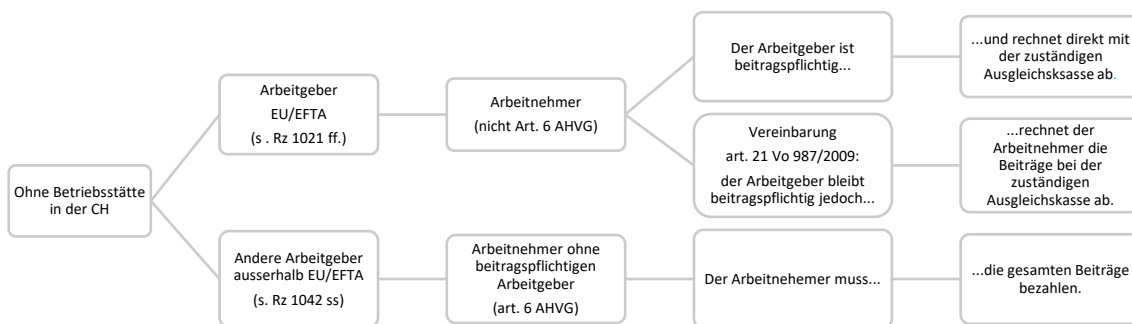 Ohne Betriebsstätte
in der CH
Arbeitgeber
EU/EFTA
(s . Rz 1021 ff.)
Arbeitnehmer
(nicht Art. 6 AHVG)
Der Arbeitgeber ist
beitragspflichtig...
...und rechnet direkt mit
der zuständigen
Ausgleichsksasse ab.
Vereinbarung
art. 21 Vo 987/2009:
der Arbeitgeber bleibt
beitragspflichtig jedoch...
...rechnet der
Arbeitnehmer die
Beiträge bei der
zuständigen
Ausgleichskasse ab.
Andere Arbeitgeber
ausserhalb EU/EFTA
(s. Rz 1042 ss)
Arbeitnehmer ohne
beitragspflichtigen
Arbeitgeber
(art. 6 AHVG)
Der Arbeitnehemer muss...
...die gesamten Beiträge
bezahlen.